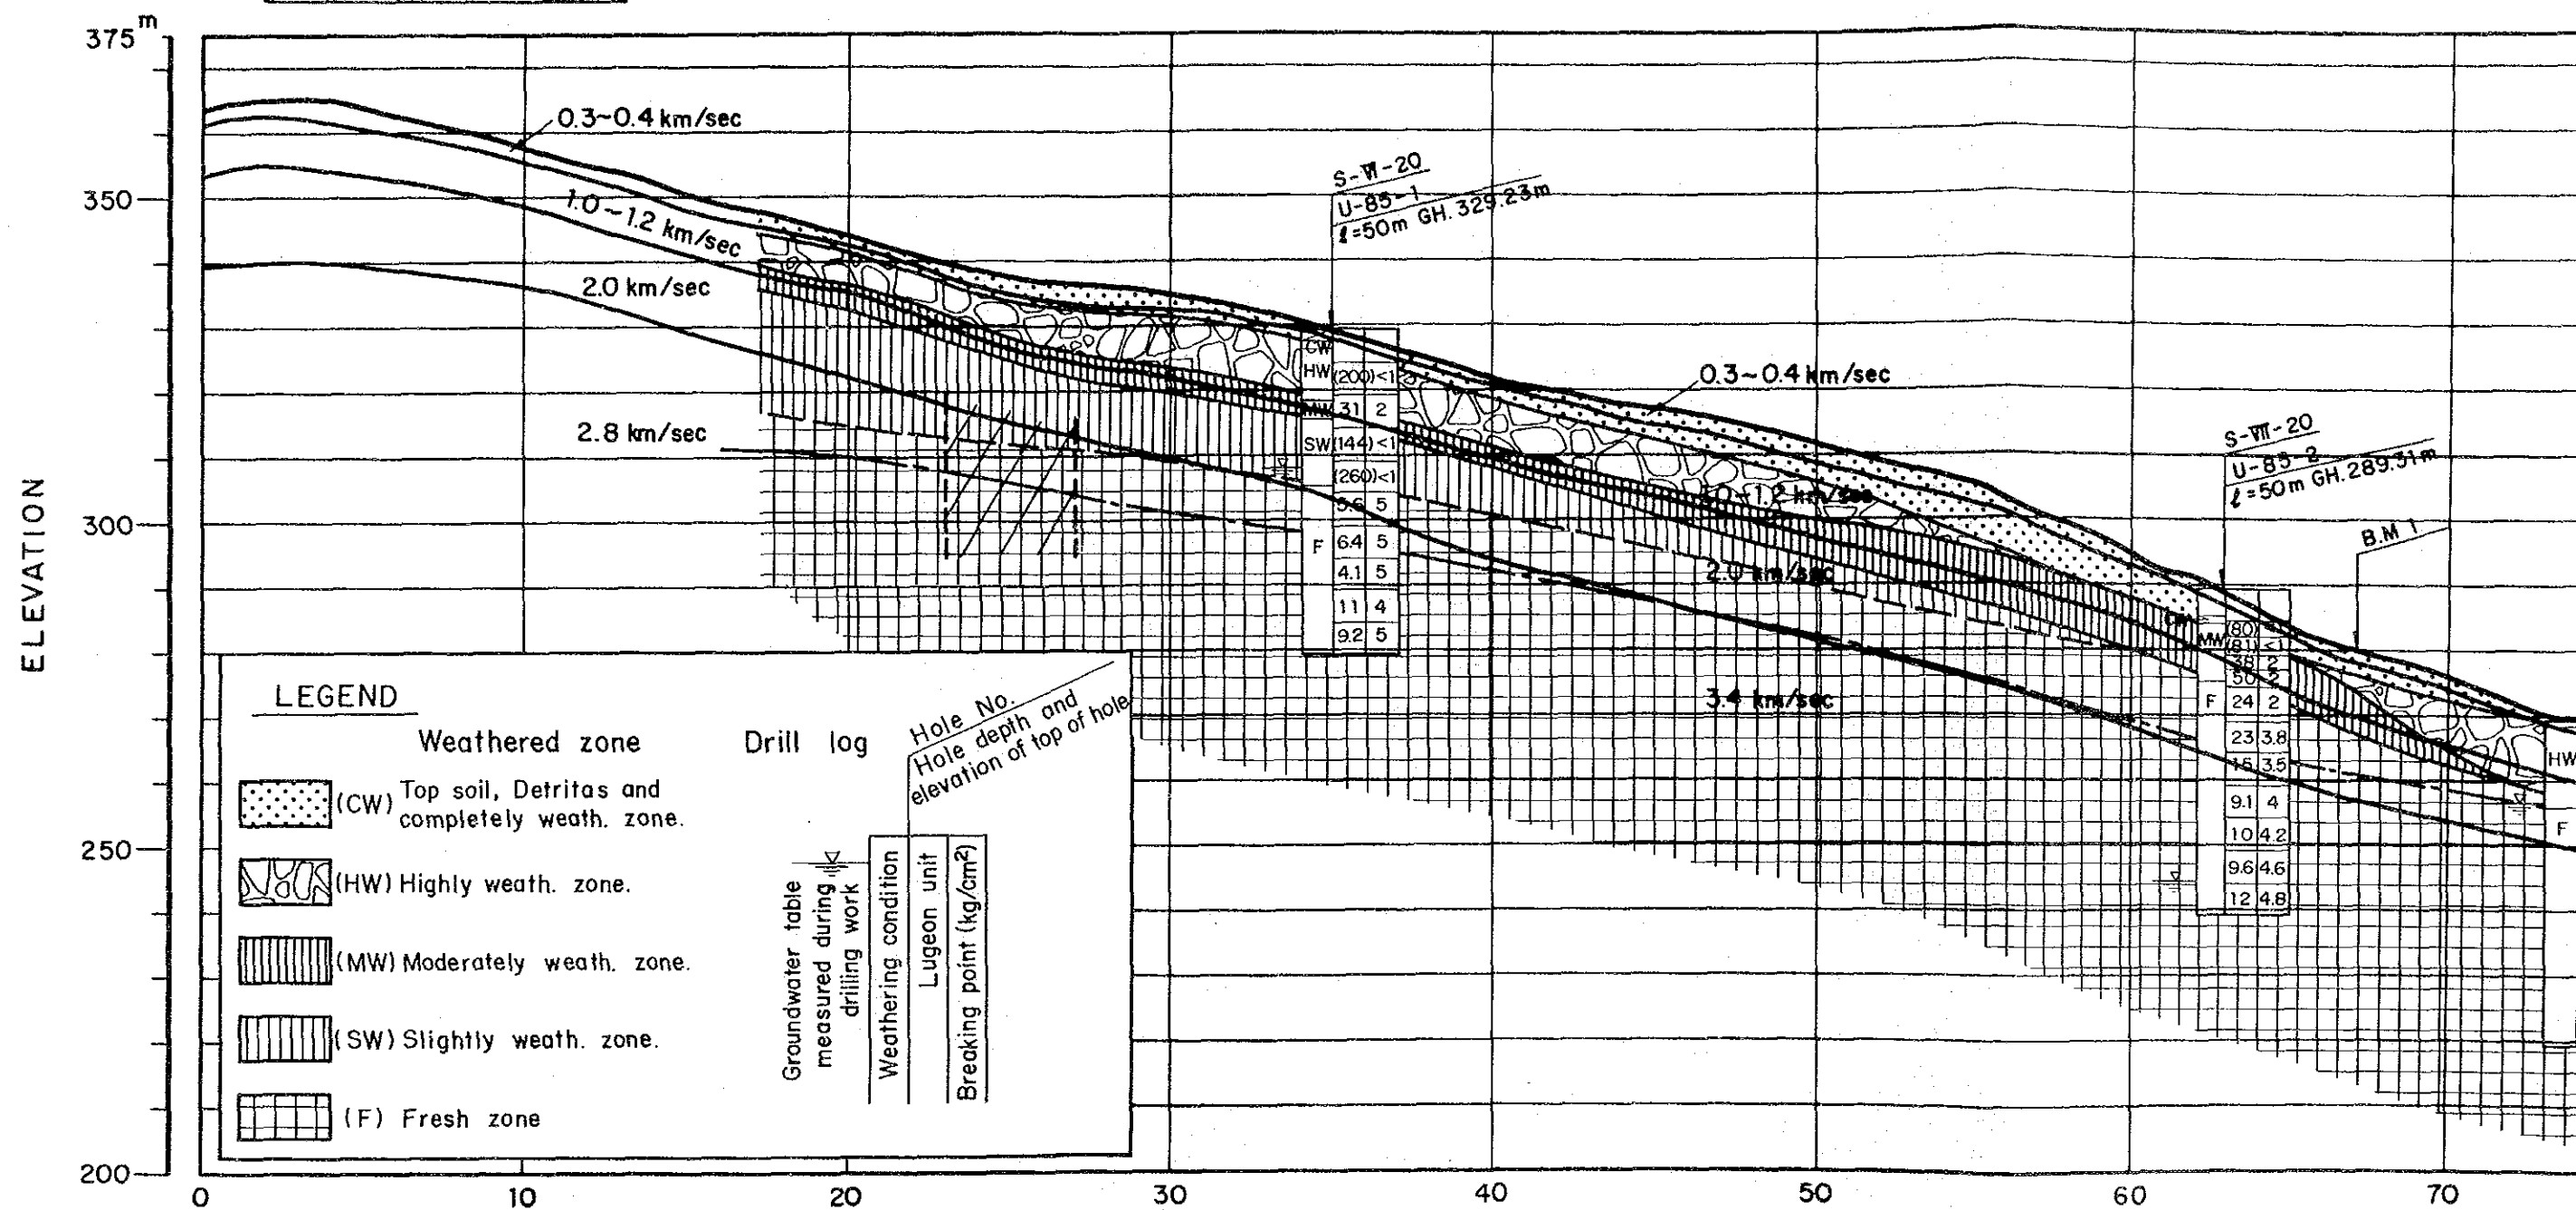 375 m
350
300
250
200
ELEVATION
0.3~0.4 km/sec
1.0~1.2 km/sec
2.0 km/sec
2.8 km/sec
S-VI-20
U-85-1
ℓ=50m GH. 329.23m
CW
HW (200) <1
MW 31 2
SW (144) <1
(260) <1
5.6 5
F 6.4 5
4.1 5
11 4
9.2 5
0.3~0.4 km/sec
1.0~1.2 km/sec
2.0 km/sec
3.4 km/sec
S-VII-20
U-85-2
ℓ=50m GH. 289.31m
B.M 1
CW
MW (80)
(81) <1
38 2
50 2
F 24 2
23 3.8
15 3.5
9.1 4
10 4.2
9.6 4.6
12 4.8
HW
F
LEGEND
Weathered zone
(CW) Top soil, Detritas and
completely weath. zone.
(HW) Highly weath. zone.
(MW) Moderately weath. zone.
(SW) Slightly weath. zone.
(F) Fresh zone
Drill log
Hole No.
Hole depth and
elevation of top of hole
Groundwater table
measured during
drilling work
Weathering condition
Lugeon unit
Breaking point (kg/cm²)
0 10 20 30 40 50 60 70